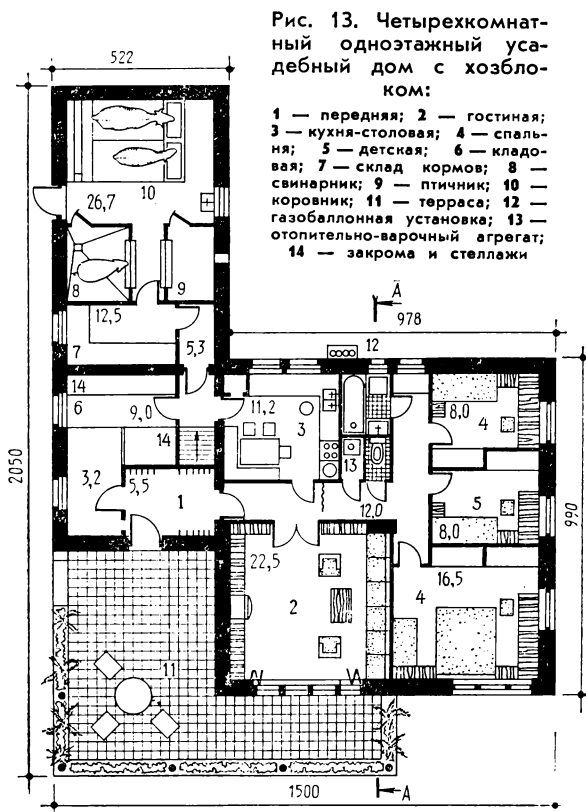 Рис. 13. Четырехкомнат-
ный одноэтажный уса-
дебный дом с хозбло-
ком:
1 — передняя; 2 — гостиная;
3 — кухня-столовая; 4 — спаль-
ня; 5 — детская; 6 — кладо-
вая; 7 — склад кормов; 8 —
свинарник; 9 — птичник; 10 —
коровник; 11 — терраса; 12 —
газобаллонная установка; 13 —
отопительно-варочный агрегат;
14 — закрома и стеллажи
522
26,7
10
8
9
12,5
7
5,3
А
978
12
14
6
9,0
11,2
3
8,0
4
14
13
2050
3,2
5,5
1
12,0
5
8,0
990
22,5
2
16,5
4
11
1500
А